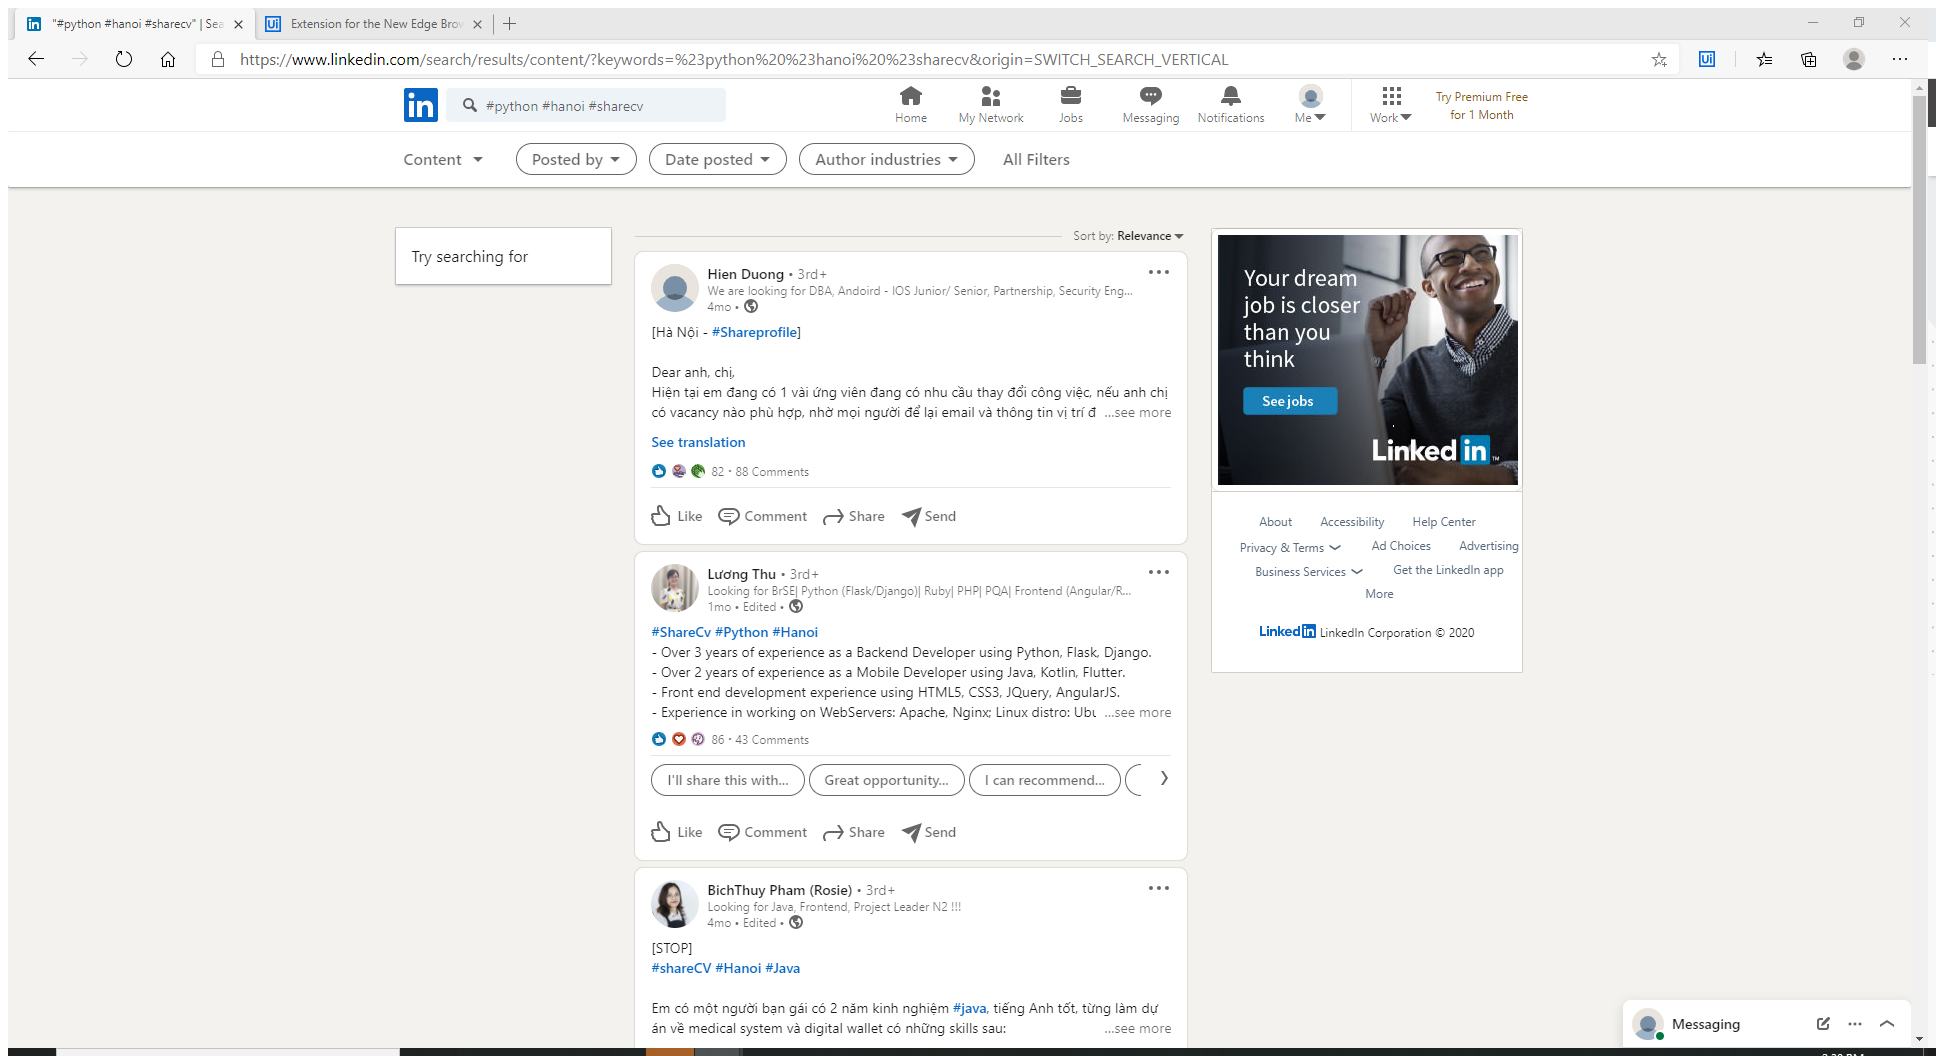 "#python #hanoi #sharecv" | Sea
Extension for the New Edge Brow
https://www.linkedin.com/search/results/content/?keywords=%23python%20%23hanoi%20%23sharecv&origin=SWITCH_SEARCH_VERTICAL
in
#python #hanoi #sharecv
Home
My Network
Jobs
Messaging
Notifications
Me
Work
Try Premium Free
for 1 Month
Content
Posted by
Date posted
Author industries
All Filters
Try searching for
Sort by: Relevance
Hien Duong • 3rd+
We are looking for DBA, Andoird - IOS Junior/ Senior, Partnership, Security Eng...
4mo •
[Hà Nội - #Shareprofile]
Dear anh, chị,
Hiện tại em đang có 1 vài ứng viên đang có nhu cầu thay đổi công việc, nếu anh chị
có vacancy nào phù hợp, nhờ mọi người để lại email và thông tin vị trí đ ...see more
See translation
82 • 88 Comments
Like
Comment
Share
Send
Lương Thu • 3rd+
Looking for BrSE| Python (Flask/Django)| Ruby| PHP| PQA| Frontend (Angular/R...
1mo • Edited •
#ShareCv #Python #Hanoi
- Over 3 years of experience as a Backend Developer using Python, Flask, Django.
- Over 2 years of experience as a Mobile Developer using Java, Kotlin, Flutter.
- Front end development experience using HTML5, CSS3, JQuery, AngularJS.
- Experience in working on WebServers: Apache, Nginx; Linux distro: Ubu ...see more
86 • 43 Comments
I'll share this with...
Great opportunity...
I can recommend...
Like
Comment
Share
Send
BichThuy Pham (Rosie) • 3rd+
Looking for Java, Frontend, Project Leader N2 !!!
4mo • Edited •
[STOP]
#shareCV #Hanoi #Java
Em có một người bạn gái có 2 năm kinh nghiệm #java, tiếng Anh tốt, từng làm dự
án về medical system và digital wallet có những skills sau: ...see more
Your dream
job is closer
than you
think
See jobs
Linked in ™
About
Accessibility
Help Center
Privacy & Terms
Ad Choices
Advertising
Business Services
Get the LinkedIn app
More
Linked in LinkedIn Corporation © 2020
Messaging